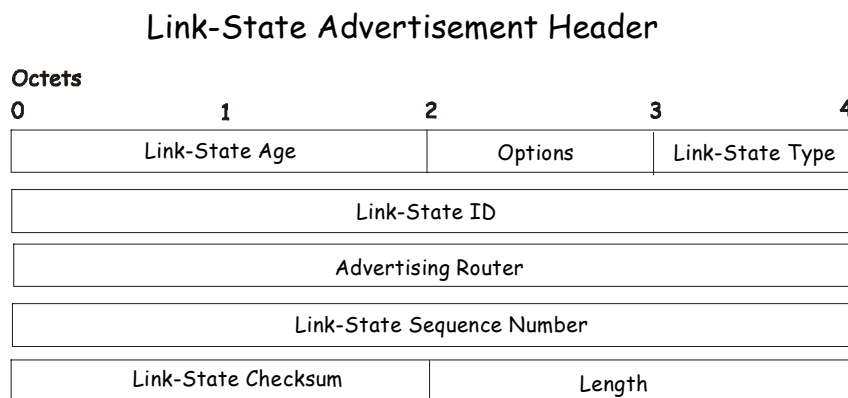 Link-State Advertisement Header
Octets
0 1 2 3 4
Link-State Age Options Link-State Type
Link-State ID
Advertising Router
Link-State Sequence Number
Link-State Checksum Length